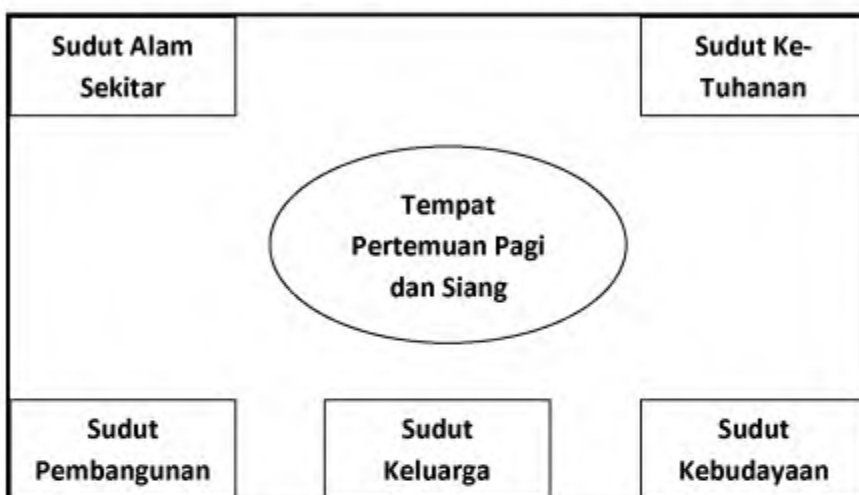 Sudut Alam
Sekitar
Sudut Ke-
Tuhanan
Tempat
Pertemuan Pagi
dan Siang
Sudut
Pembangunan
Sudut
Keluarga
Sudut
Kebudayaan